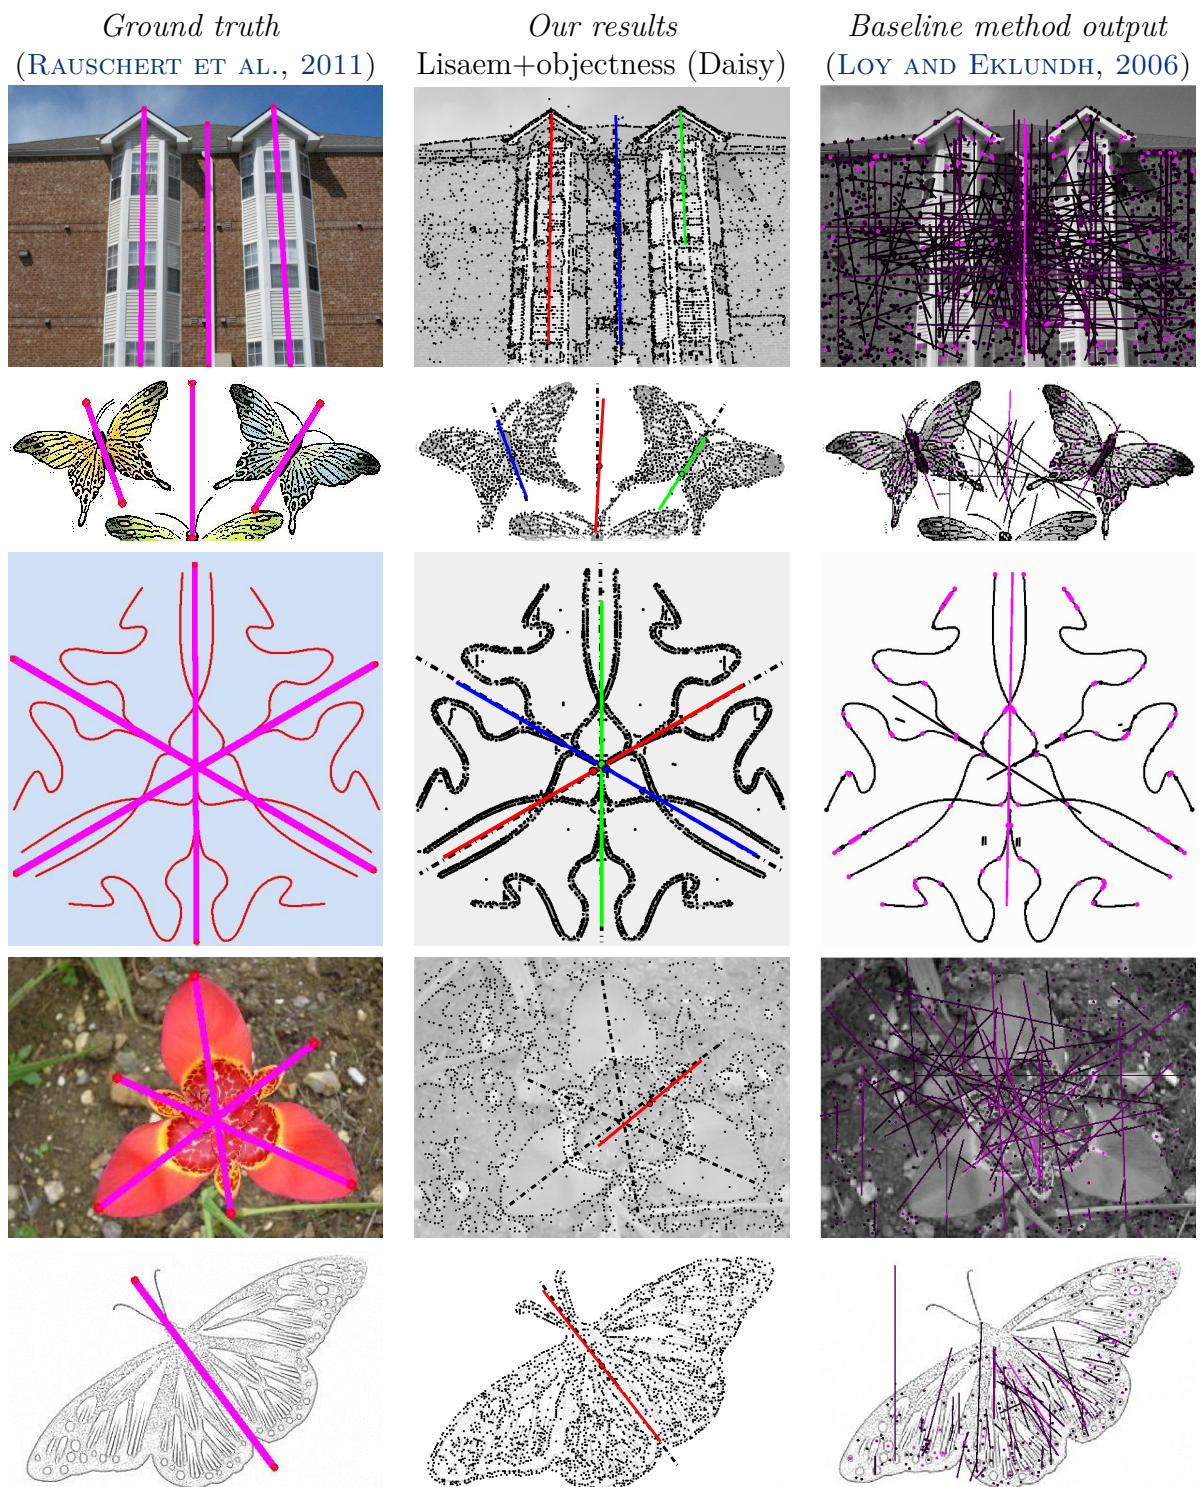 Ground truth
(RAUSCHERT ET AL., 2011)
Our results
Lisaem+objectness (Daisy)
Baseline method output
(LOY AND EKLUNDH, 2006)